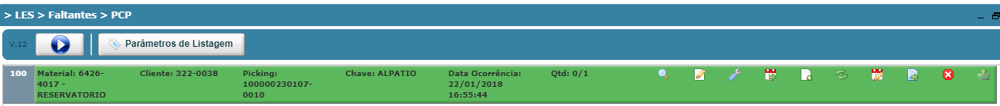 > LES > Faltantes > PCP
V.12 Parâmetros de Listagem
100 Material: 6426- Cliente: 322-0038 Picking: Chave: ALPATIO Data Ocorrência: Qtd: 0/1
4017 - 100000230107- 22/01/2018
RESERVATORIO 0010 16:55:44